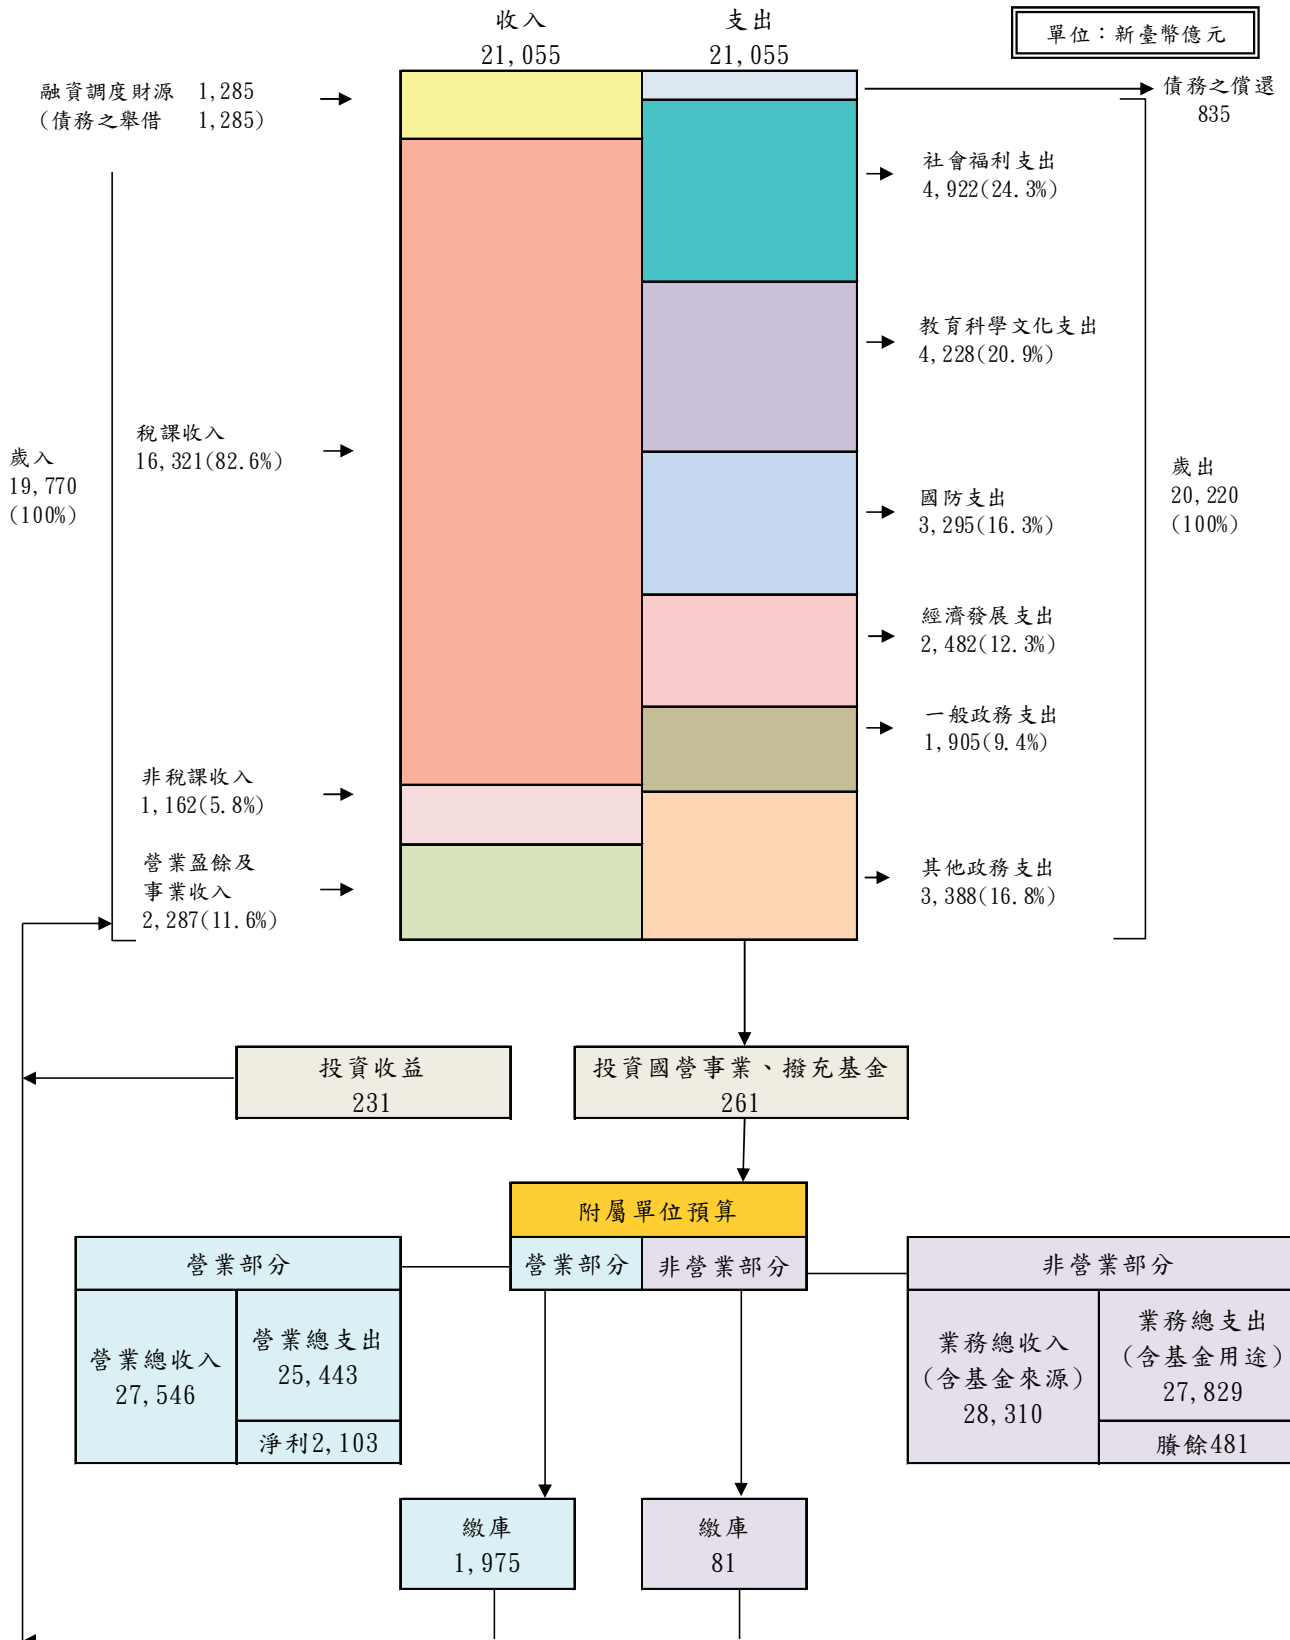 收入
21,055
支出
21,055
單位：新臺幣億元
融資調度財源 1,285
(債務之舉借 1,285)
債務之償還
835
社會福利支出
4,922(24.3%)
教育科學文化支出
4,228(20.9%)
稅課收入
16,321(82.6%)
歲入
19,770
(100%)
歲出
20,220
(100%)
國防支出
3,295(16.3%)
經濟發展支出
2,482(12.3%)
一般政務支出
1,905(9.4%)
非稅課收入
1,162(5.8%)
營業盈餘及
事業收入
2,287(11.6%)
其他政務支出
3,388(16.8%)
投資收益
231
投資國營事業、撥充基金
261
附屬單位預算
營業部分
非營業部分
營業部分
營業總收入
27,546
營業總支出
25,443
淨利2,103
非營業部分
業務總收入
(含基金來源)
28,310
業務總支出
(含基金用途)
27,829
賸餘481
繳庫
1,975
繳庫
81